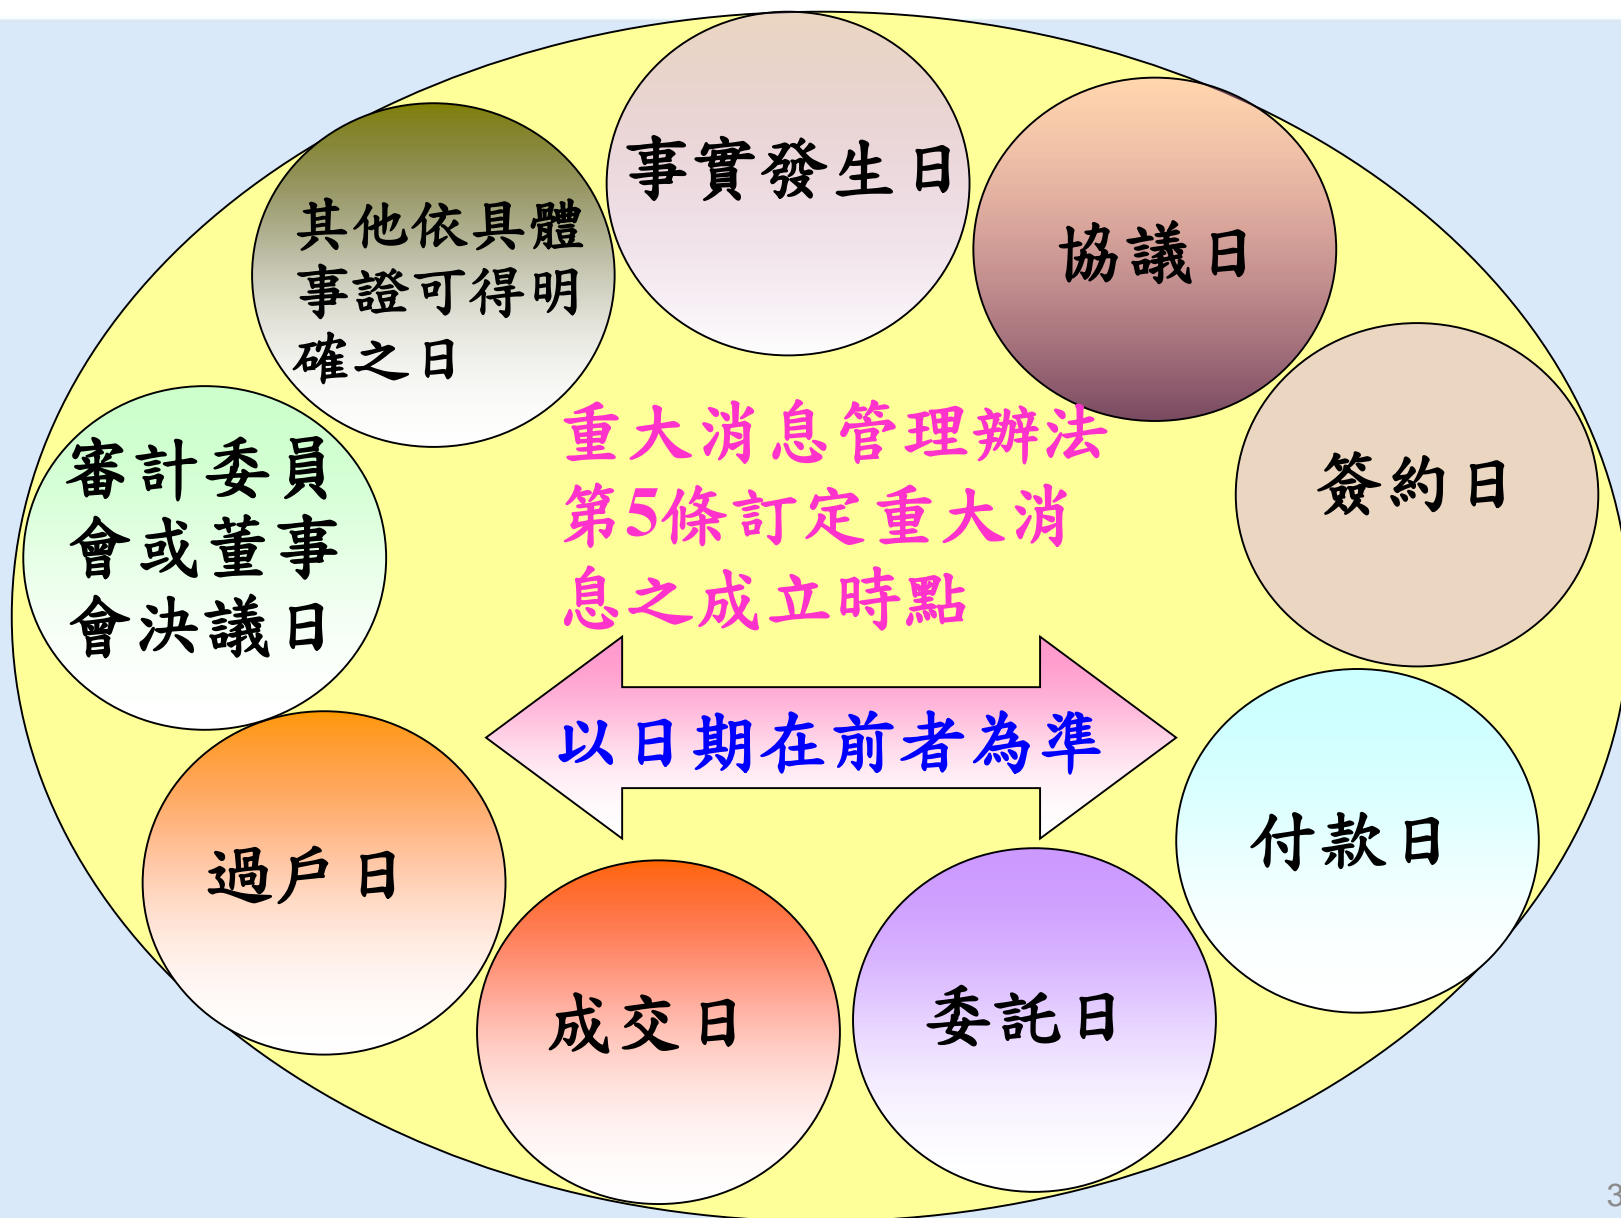 事實發生日
協議日
其他依具體
事證可得明
確之日
重大消息管理辦法
第5條訂定重大消
息之成立時點
審計委員
會或董事
會決議日
簽約日
以日期在前者為準
付款日
過戶日
成交日
委託日
3